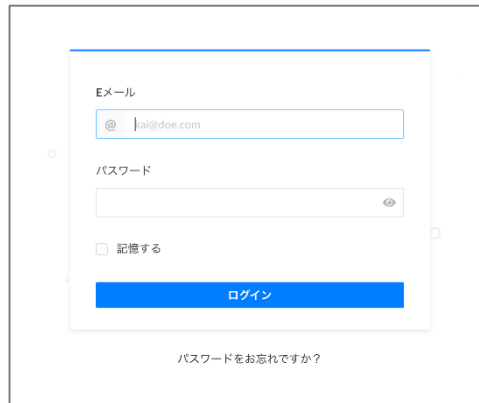 Eメール
@ kai@doe.com
パスワード
記憶する
ログイン
パスワードをお忘れですか？